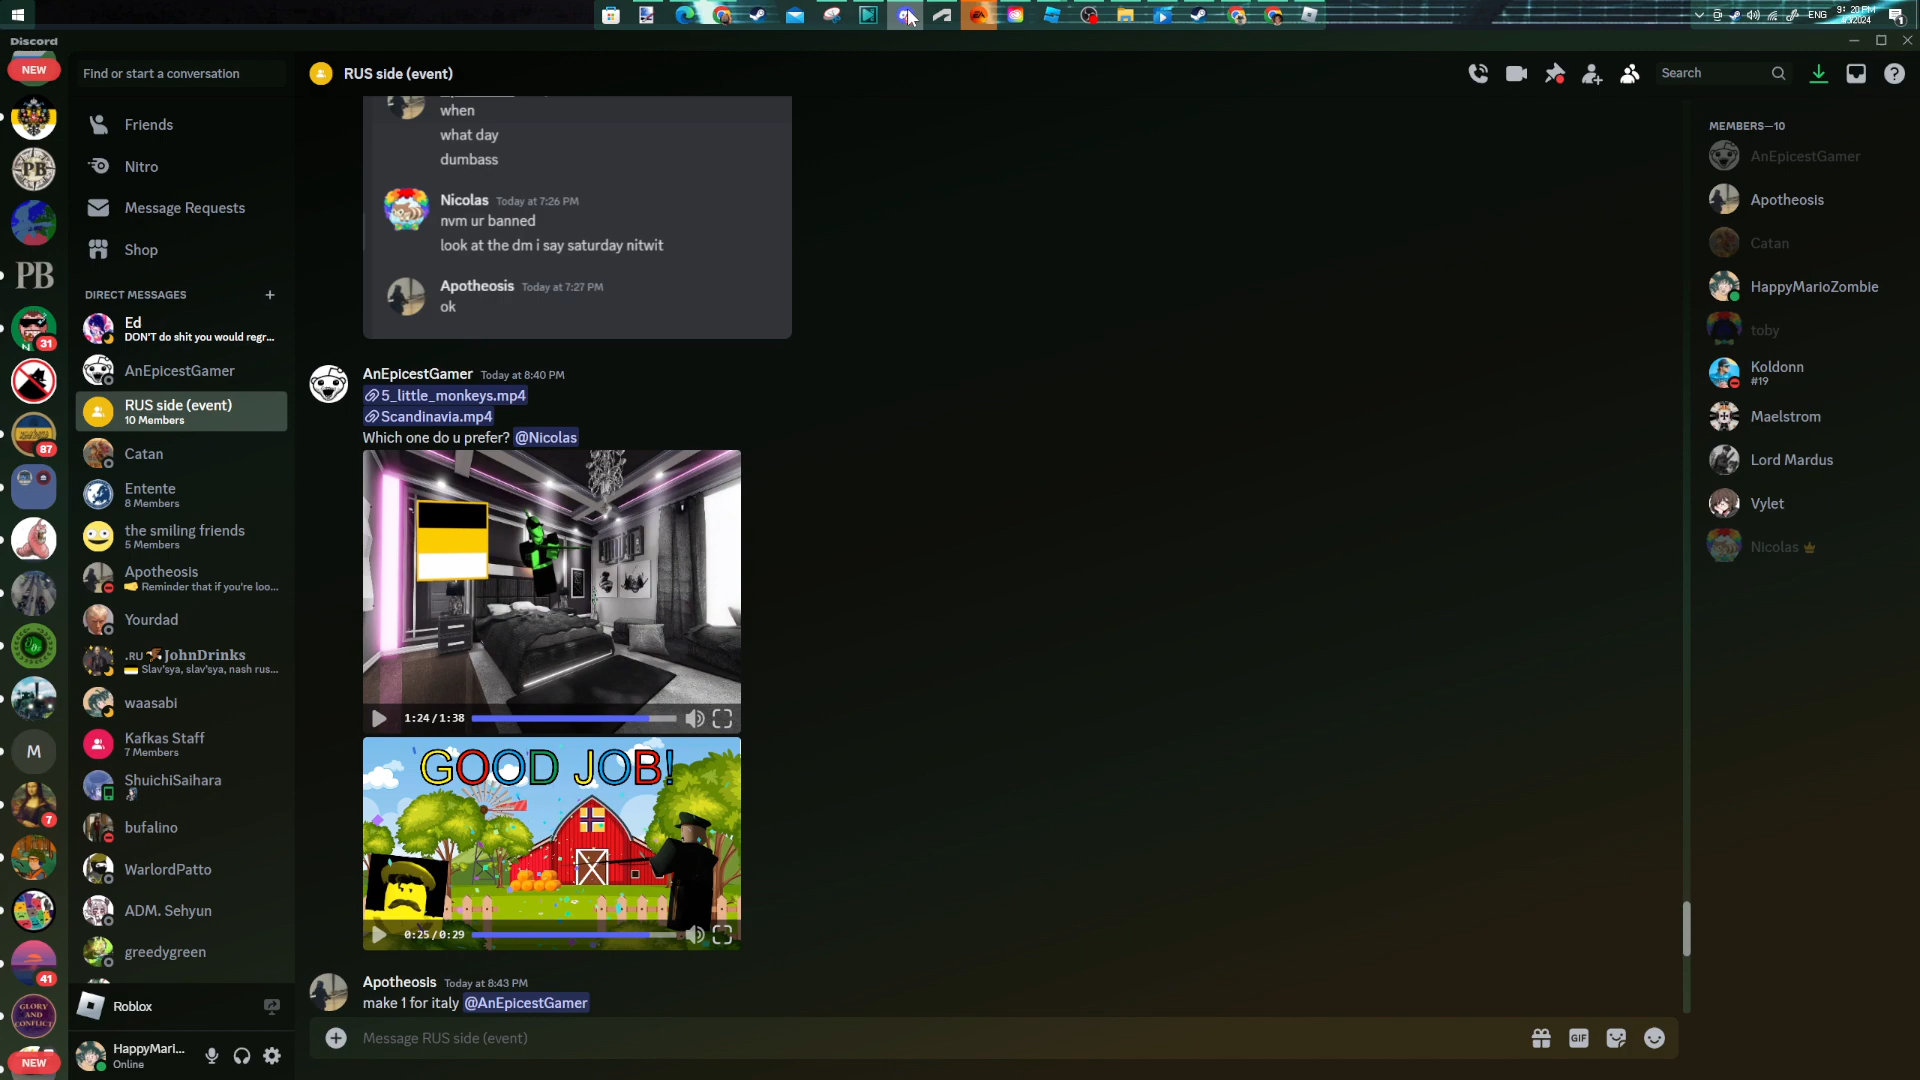 ENG
9: 20 PM
Discord
NEW
PB
PB
31
87
M
7
41
GLORY
AND
CONFLICT
NEW
Find or start a conversation
Friends
Nitro
Message Requests
Shop
DIRECT MESSAGES
Ed
DON'T do shit you would regr...
AnEpicestGamer
RUS side (event)
10 Members
Catan
Entente
8 Members
the smiling friends
5 Members
Apotheosis
Reminder that if you're loo...
Yourdad
.RU JohnDrinks
Slav'sya, slav'sya, nash rus...
waasabi
Kafkas Staff
7 Members
ShuichiSaihara
bufalino
WarlordPatto
ADM. Sehyun
greedygreen
Roblox
HappyMari...
Online
RUS side (event)
Search
when
what day
dumbass
Nicolas Today at 7:26 PM
nvm ur banned
look at the dm i say saturday nitwit
Apotheosis Today at 7:27 PM
ok
AnEpicestGamer Today at 8:40 PM
5_little_monkeys.mp4
Scandinavia.mp4
Which one do u prefer? @Nicolas
1:24/1:38
GOOD JOB!
0:25/0:29
Apotheosis Today at 8:43 PM
make 1 for italy @AnEpicestGamer
Message RUS side (event)
GIF
MEMBERS—10
AnEpicestGamer
Apotheosis
Catan
HappyMarioZombie
toby
Koldonn
#19
Maelstrom
Lord Mardus
Vylet
Nicolas